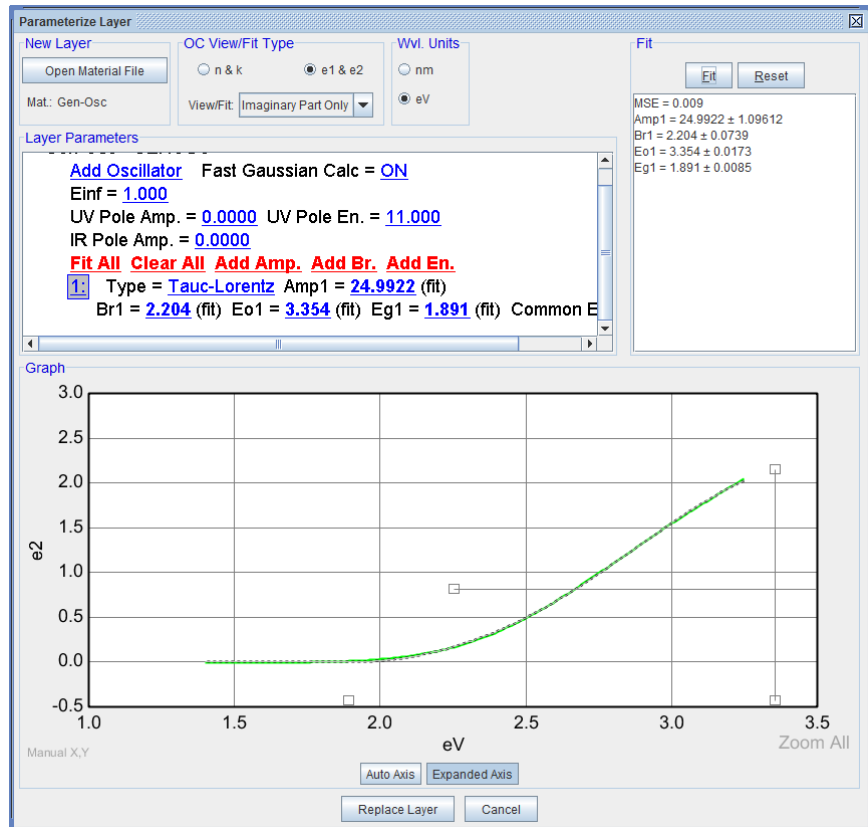 Parameterize Layer
New Layer
Open Material File
Mat.: Gen-Osc
OC View/Fit Type
n & k
e1 & e2
View/Fit: Imaginary Part Only
Wvl. Units
nm
eV
Fit
Fit Reset
MSE = 0.009
Amp1 = 24.9922 ± 1.09612
Br1 = 2.204 ± 0.0739
Eo1 = 3.354 ± 0.0173
Eg1 = 1.891 ± 0.0085
Layer Parameters
Add Oscillator Fast Gaussian Calc = ON
Einf = 1.000
UV Pole Amp. = 0.0000 UV Pole En. = 11.000
IR Pole Amp. = 0.0000
Fit All Clear All Add Amp. Add Br. Add En.
1: Type = Tauc-Lorentz Amp1 = 24.9922 (fit)
Br1 = 2.204 (fit) Eo1 = 3.354 (fit) Eg1 = 1.891 (fit) Common E
Graph
3.0
2.5
2.0
1.5
1.0
0.5
0.0
-0.5
e2
1.0 1.5 2.0 2.5 3.0 3.5
eV
Manual X,Y
Zoom All
Auto Axis Expanded Axis
Replace Layer Cancel